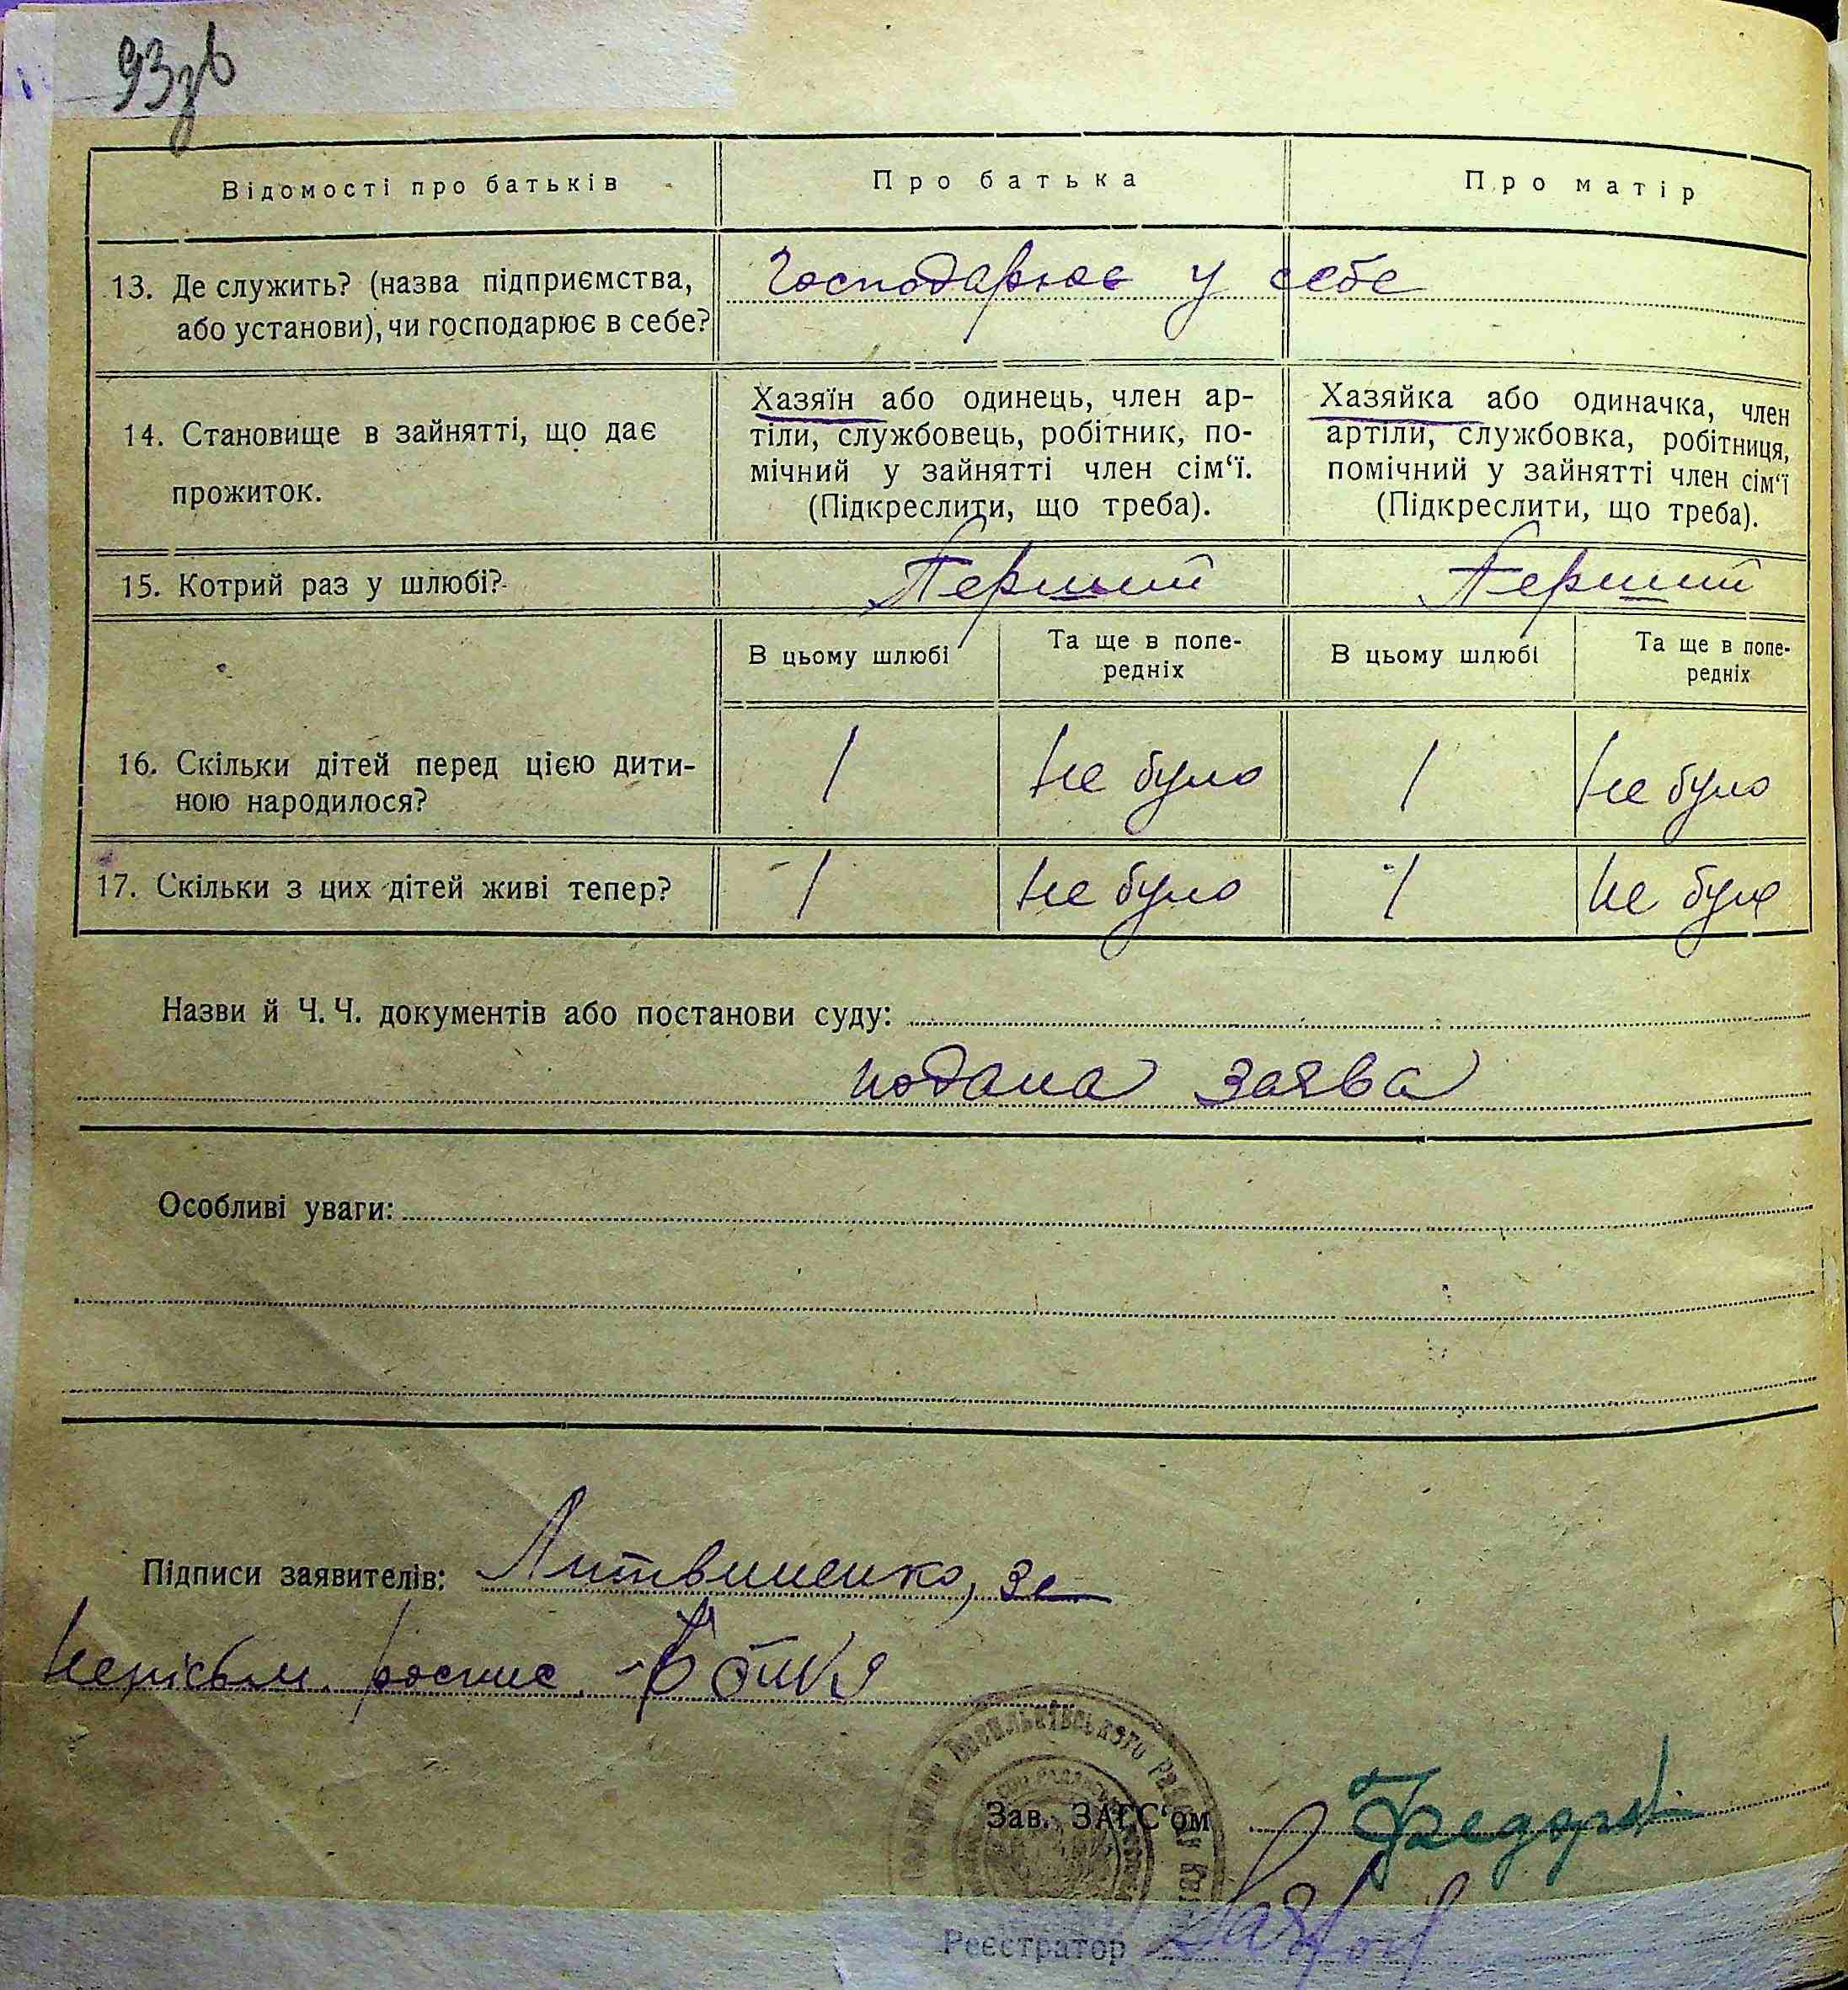 93зв
Відомості про батьків
Про батька
Про матір
13. Де служить? (назва підприємства,
або установи), чи господарює в себе?
Господарює у себе
14. Становище в зайнятті, що дає
прожиток.
Хазяїн або одинець, член ар-
тіли, службовець, робітник, по-
мічний у зайнятті член сім‘ї.
(Підкреслити, що треба).
Хазяйка або одиначка, член
артіли, службовка, робітниця,
помічний у зайнятті член сім‘ї
(Підкреслити, що треба).
15. Котрий раз у шлюбі?
Перший
Перший
В цьому шлюбі
Та ще в попе-
редніх
В цьому шлюбі
Та ще в попе-
редніх
16. Скільки дітей перед цією дити-
ною народилося?
1
не було
1
не було
17. Скільки з цих дітей живі тепер?
1
не було
1
не було
Назви й Ч. Ч. документів або постанови суду:
подана заява
Особливі уваги:
Підписи заявителів: Литвиненко, за
неписьм. роспис
Зав. ЗАГС‘ом
Реєстратор